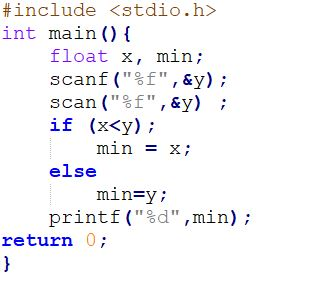 #include <stdio.h>
int main(){
    float x, min;
    scanf("%f",&y);
    scan("%f",&y) ;
    if (x<y);
        min = x;
    else
        min=y;
    printf("%d",min);
return 0;
}